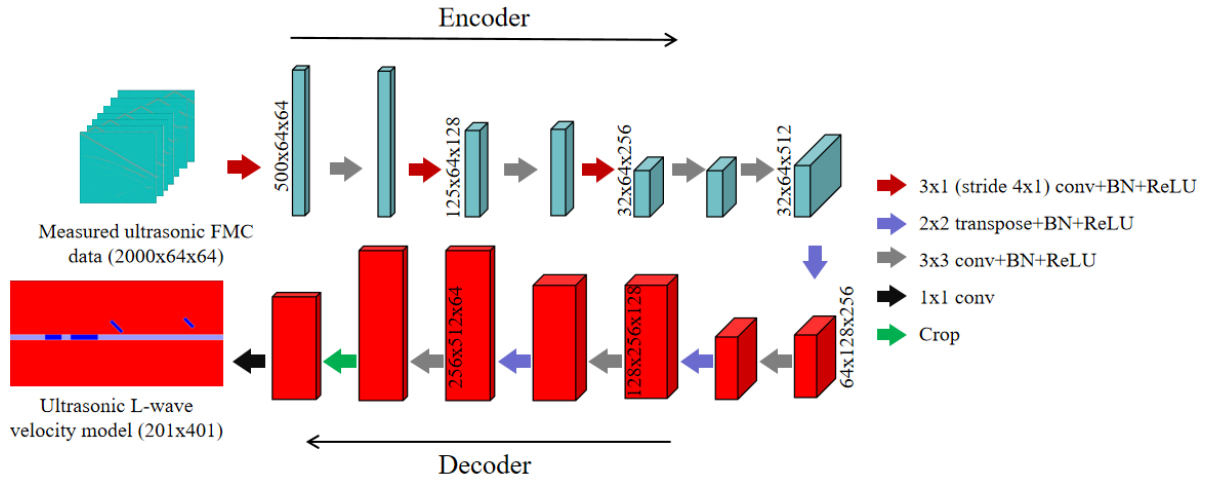 Encoder
500x64x64
125x64x128
32x64x256
32x64x512
Measured ultrasonic FMC
data (2000x64x64)
3x1 (stride 4x1) conv+BN+ReLU
2x2 transpose+BN+ReLU
3x3 conv+BN+ReLU
1x1 conv
Crop
256x512x64
128x256x128
64x128x256
Ultrasonic L-wave
velocity model (201x401)
Decoder